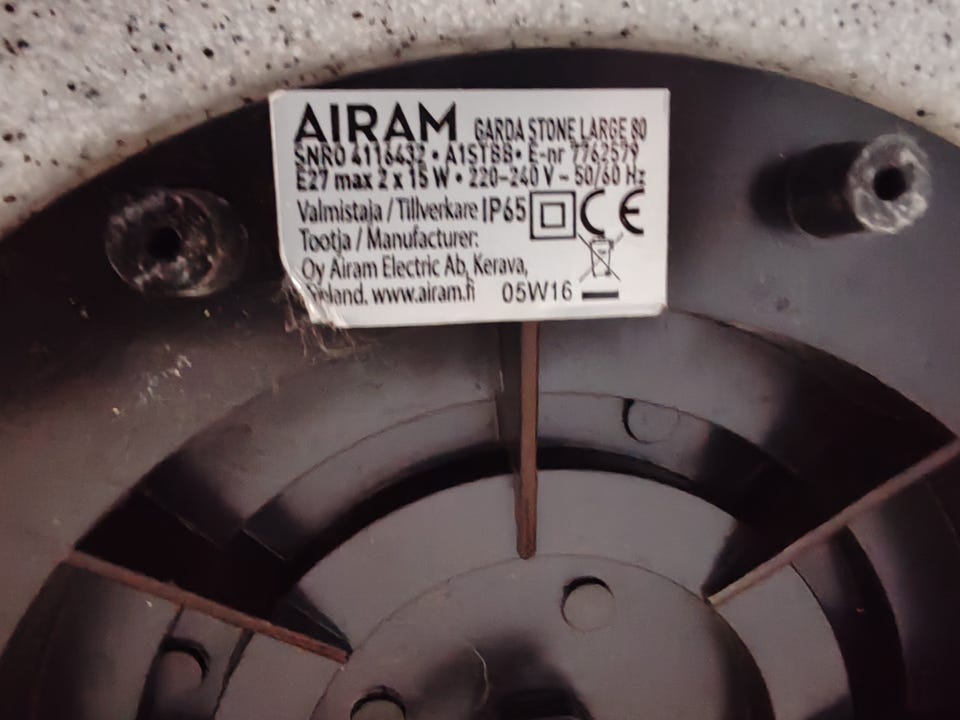 AIRAM GARDA STONE LARGE 80
SNRO 4116432 • A1STBB • E-nr 7762579
E27 max 2 x 15 W • 220-240 V ~ 50/60 Hz
Valmistaja / Tillverkare IP65 CE
Tootja / Manufacturer:
Oy Airam Electric Ab, Kerava,
Finland. www.airam.fi 05W16